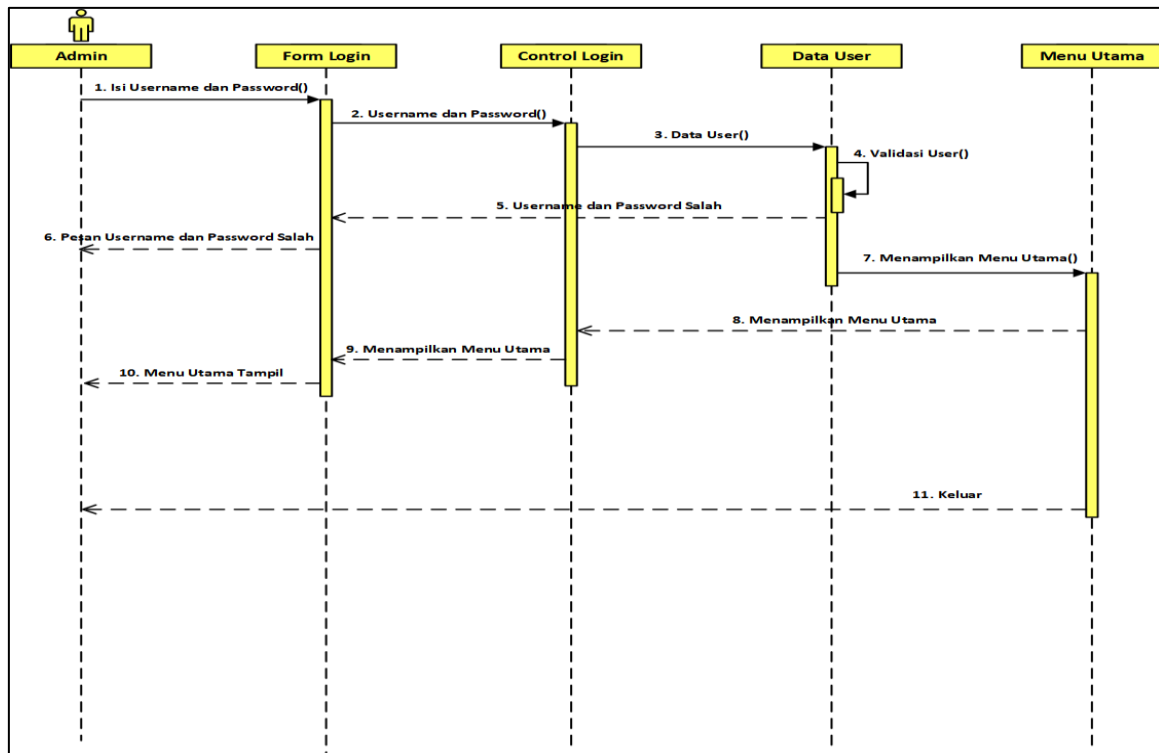 Admin
Form Login
Control Login
Data User
Menu Utama
1. Isi Username dan Password()
2. Username dan Password()
3. Data User()
4. Validasi User()
5. Username dan Password Salah
6. Pesan Username dan Password Salah
7. Menampilkan Menu Utama()
8. Menampilkan Menu Utama
9. Menampilkan Menu Utama
10. Menu Utama Tampil
11. Keluar